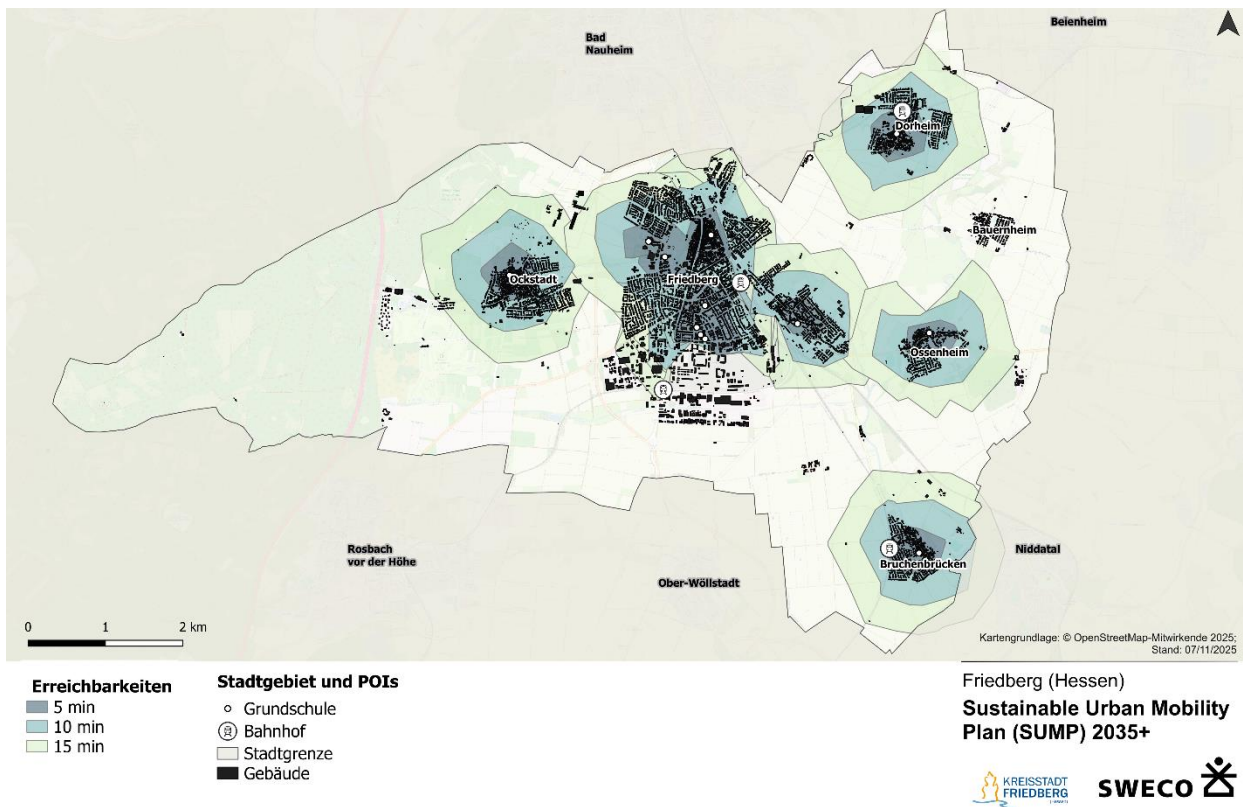 Beienheim
Bad
Nauheim
Dorheim
Bauernheim
Ockstadt
Friedberg
Ossenheim
Rosbach
vor der Höhe
Ober-Wöllstadt
Bruchenbrücken
Niddatal
0 1 2 km
Kartengrundlage: © OpenStreetMap-Mitwirkende 2025;
Stand: 07/11/2025
Erreichbarkeiten
5 min
10 min
15 min
Stadtgebiet und POIs
Grundschule
Bahnhof
Stadtgrenze
Gebäude
Friedberg (Hessen)
Sustainable Urban Mobility
Plan (SUMP) 2035+
KREISSTADT
FRIEDBERG
(HESSEN)
SWECO